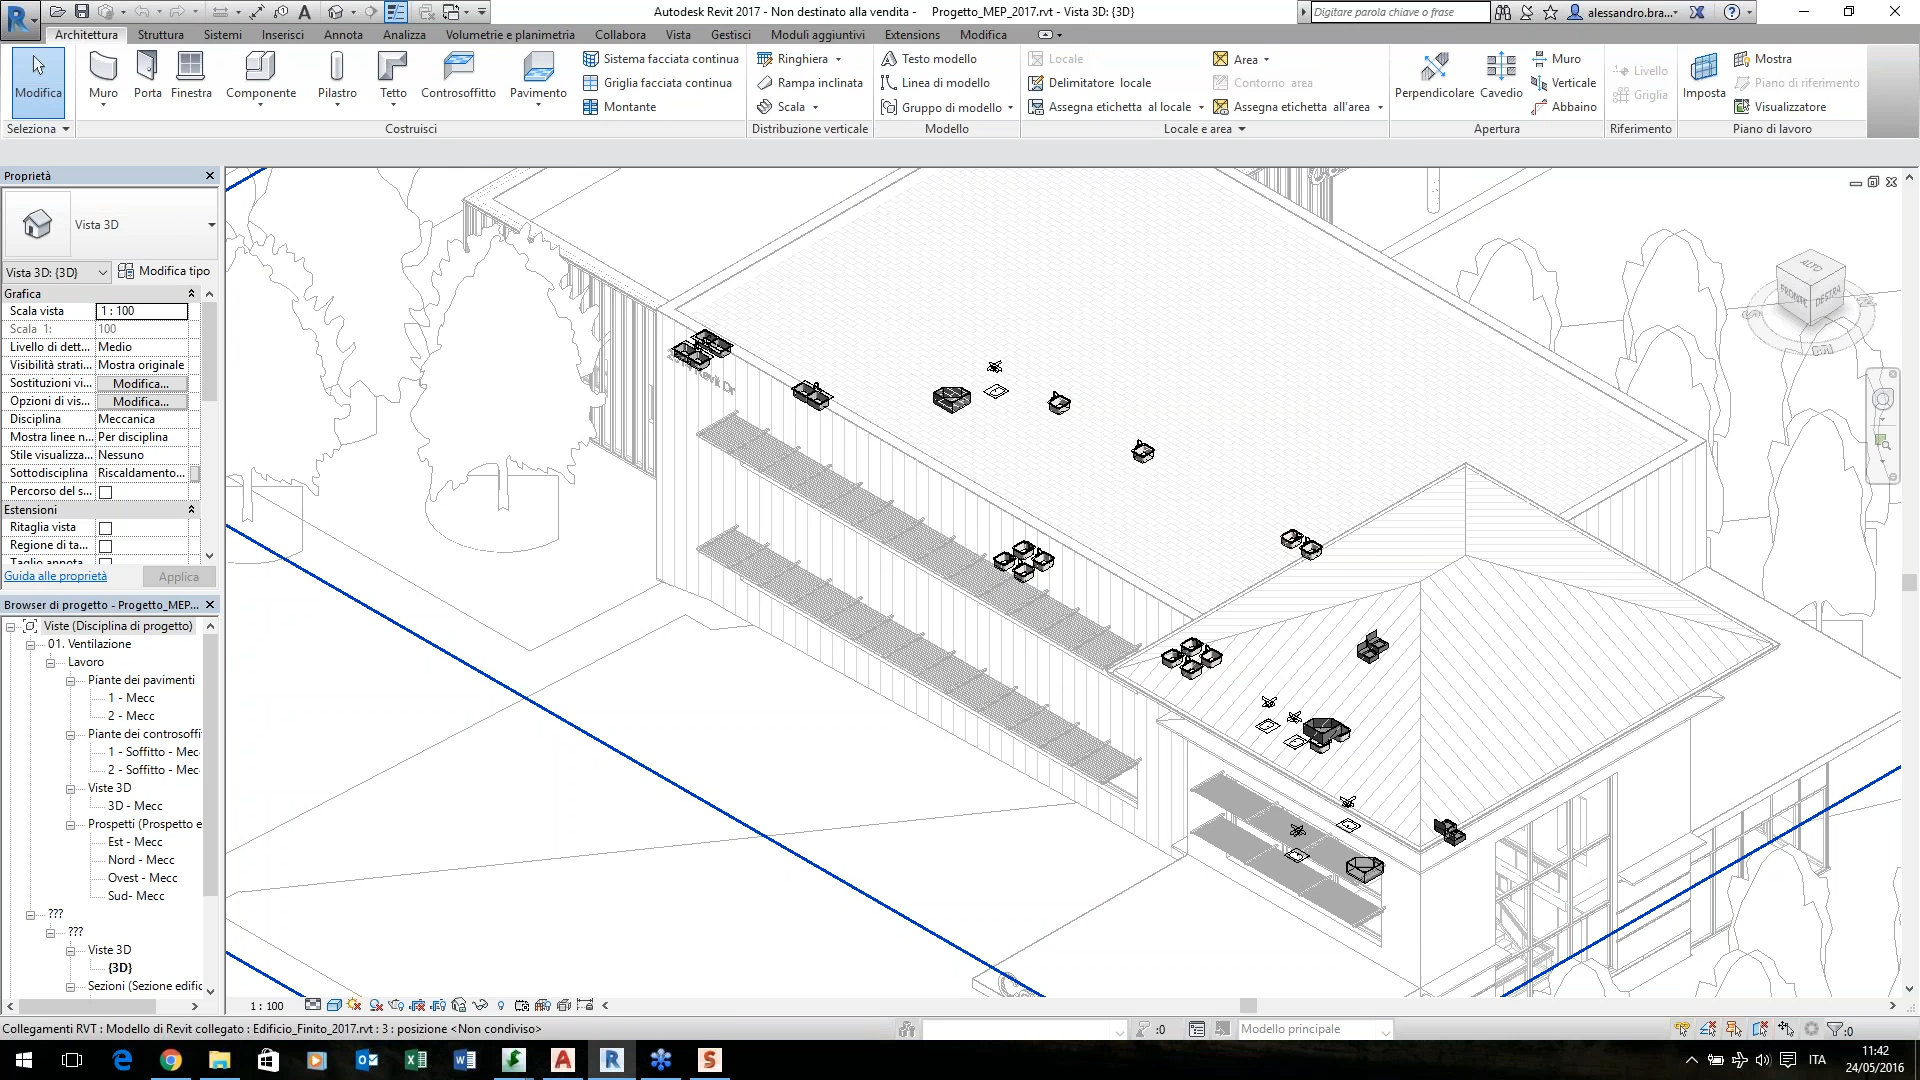 Autodesk Revit 2017 - Non destinato alla vendita - Progetto_MEP_2017.rvt - Vista 3D: {3D}
Digitare parola chiave o frase
alessandro.bra...
Architettura Struttura Sistemi Inserisci Annota Analizza Volumetrie e planimetria Collabora Vista Gestisci Moduli aggiuntivi Extensions Modifica
Modifica
Muro
Porta
Finestra
Componente
Pilastro
Tetto
Controsoffitto
Pavimento
Sistema facciata continua
Griglia facciata continua
Montante
Ringhiera
Rampa inclinata
Scala
Testo modello
Linea di modello
Gruppo di modello
Locale
Delimitatore locale
Assegna etichetta al locale
Area
Contorno area
Assegna etichetta all'area
Perpendicolare
Cavedio
Muro
Verticale
Abbaino
Livello
Griglia
Imposta
Mostra
Piano di riferimento
Visualizzatore
Seleziona
Costruisci
Distribuzione verticale
Modello
Locale e area
Apertura
Riferimento
Piano di lavoro
Proprietà
Vista 3D
Vista 3D: {3D}
Modifica tipo
Grafica
Scala vista 1 : 100
Scala 1: 100
Livello di dett... Medio
Visibilità strati... Mostra originale
Sostituzioni vi... Modifica...
Opzioni di vis... Modifica...
Disciplina Meccanica
Mostra linee n... Per disciplina
Stile visualizza... Nessuno
Sottodisciplina Riscaldamento...
Percorso del s...
Estensioni
Ritaglia vista
Regione di ta...
Taglio annota...
Guida alle proprietà
Applica
Browser di progetto - Progetto_MEP...
Viste (Disciplina di progetto)
01. Ventilazione
Lavoro
Piante dei pavimenti
1 - Mecc
2 - Mecc
Piante dei controsoffi
1 - Soffitto - Mec
2 - Soffitto - Mec
Viste 3D
3D - Mecc
Prospetti (Prospetto e
Est - Mecc
Nord - Mecc
Ovest - Mecc
Sud- Mecc
???
???
Viste 3D
{3D}
Sezioni (Sezione edific
ALTO
FRONTE
DESTRA
1 : 100
Collegamenti RVT : Modello di Revit collegato : Edificio_Finito_2017.rvt : 3 : posizione <Non condiviso>
:0
Modello principale
:0
ITA
11:42
24/05/2016